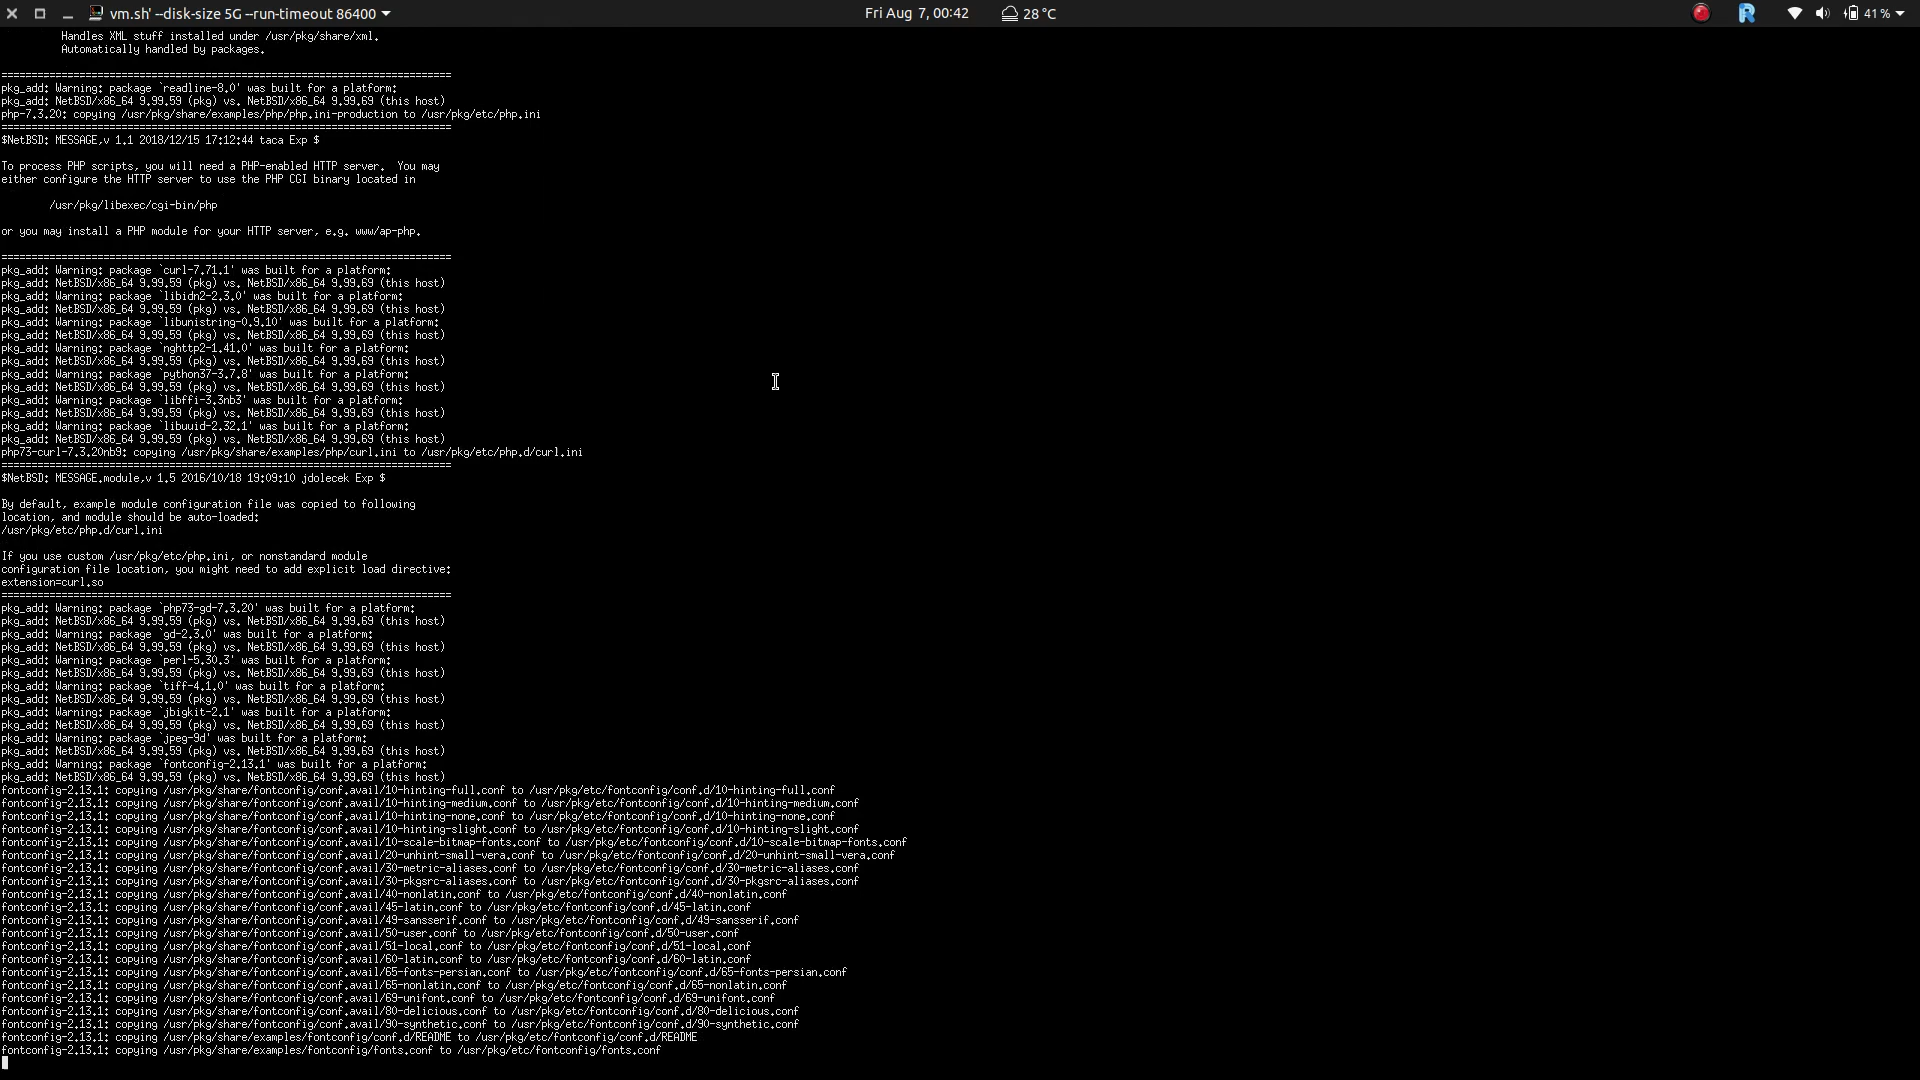 vm.sh' --disk-size 5G --run-timeout 86400
Fri Aug 7, 00:42
28 °C
41 %
Handles XML stuff installed under /usr/pkg/share/xml.
Automatically handled by packages.
===========================================================================
pkg_add: Warning: package `readline-8.0' was built for a platform:
pkg_add: NetBSD/x86_64 9.99.59 (pkg) vs. NetBSD/x86_64 9.99.69 (this host)
php-7.3.20: copying /usr/pkg/share/examples/php/php.ini-production to /usr/pkg/etc/php.ini
===========================================================================
$NetBSD: MESSAGE,v 1.1 2018/12/15 17:12:44 taca Exp $
To process PHP scripts, you will need a PHP-enabled HTTP server.  You may
either configure the HTTP server to use the PHP CGI binary located in
/usr/pkg/libexec/cgi-bin/php
or you may install a PHP module for your HTTP server, e.g. www/ap-php.
===========================================================================
pkg_add: Warning: package `curl-7.71.1' was built for a platform:
pkg_add: NetBSD/x86_64 9.99.59 (pkg) vs. NetBSD/x86_64 9.99.69 (this host)
pkg_add: Warning: package `libidn2-2.3.0' was built for a platform:
pkg_add: NetBSD/x86_64 9.99.59 (pkg) vs. NetBSD/x86_64 9.99.69 (this host)
pkg_add: Warning: package `libunistring-0.9.10' was built for a platform:
pkg_add: NetBSD/x86_64 9.99.59 (pkg) vs. NetBSD/x86_64 9.99.69 (this host)
pkg_add: Warning: package `nghttp2-1.41.0' was built for a platform:
pkg_add: NetBSD/x86_64 9.99.59 (pkg) vs. NetBSD/x86_64 9.99.69 (this host)
pkg_add: Warning: package `python37-3.7.8' was built for a platform:
pkg_add: NetBSD/x86_64 9.99.59 (pkg) vs. NetBSD/x86_64 9.99.69 (this host)
pkg_add: Warning: package `libffi-3.3nb3' was built for a platform:
pkg_add: NetBSD/x86_64 9.99.59 (pkg) vs. NetBSD/x86_64 9.99.69 (this host)
pkg_add: Warning: package `libuuid-2.32.1' was built for a platform:
pkg_add: NetBSD/x86_64 9.99.59 (pkg) vs. NetBSD/x86_64 9.99.69 (this host)
php73-curl-7.3.20nb9: copying /usr/pkg/share/examples/php/curl.ini to /usr/pkg/etc/php.d/curl.ini
===========================================================================
$NetBSD: MESSAGE.module,v 1.5 2016/10/18 19:09:10 jdolecek Exp $
By default, example module configuration file was copied to following
location, and module should be auto-loaded:
/usr/pkg/etc/php.d/curl.ini
If you use custom /usr/pkg/etc/php.ini, or nonstandard module
configuration file location, you might need to add explicit load directive:
extension=curl.so
===========================================================================
pkg_add: Warning: package `php73-gd-7.3.20' was built for a platform:
pkg_add: NetBSD/x86_64 9.99.59 (pkg) vs. NetBSD/x86_64 9.99.69 (this host)
pkg_add: Warning: package `gd-2.3.0' was built for a platform:
pkg_add: NetBSD/x86_64 9.99.59 (pkg) vs. NetBSD/x86_64 9.99.69 (this host)
pkg_add: Warning: package `perl-5.30.3' was built for a platform:
pkg_add: NetBSD/x86_64 9.99.59 (pkg) vs. NetBSD/x86_64 9.99.69 (this host)
pkg_add: Warning: package `tiff-4.1.0' was built for a platform:
pkg_add: NetBSD/x86_64 9.99.59 (pkg) vs. NetBSD/x86_64 9.99.69 (this host)
pkg_add: Warning: package `jbigkit-2.1' was built for a platform:
pkg_add: NetBSD/x86_64 9.99.59 (pkg) vs. NetBSD/x86_64 9.99.69 (this host)
pkg_add: Warning: package `jpeg-9d' was built for a platform:
pkg_add: NetBSD/x86_64 9.99.59 (pkg) vs. NetBSD/x86_64 9.99.69 (this host)
pkg_add: Warning: package `fontconfig-2.13.1' was built for a platform:
pkg_add: NetBSD/x86_64 9.99.59 (pkg) vs. NetBSD/x86_64 9.99.69 (this host)
fontconfig-2.13.1: copying /usr/pkg/share/fontconfig/conf.avail/10-hinting-full.conf to /usr/pkg/etc/fontconfig/conf.d/10-hinting-full.conf
fontconfig-2.13.1: copying /usr/pkg/share/fontconfig/conf.avail/10-hinting-medium.conf to /usr/pkg/etc/fontconfig/conf.d/10-hinting-medium.conf
fontconfig-2.13.1: copying /usr/pkg/share/fontconfig/conf.avail/10-hinting-none.conf to /usr/pkg/etc/fontconfig/conf.d/10-hinting-none.conf
fontconfig-2.13.1: copying /usr/pkg/share/fontconfig/conf.avail/10-hinting-slight.conf to /usr/pkg/etc/fontconfig/conf.d/10-hinting-slight.conf
fontconfig-2.13.1: copying /usr/pkg/share/fontconfig/conf.avail/10-scale-bitmap-fonts.conf to /usr/pkg/etc/fontconfig/conf.d/10-scale-bitmap-fonts.conf
fontconfig-2.13.1: copying /usr/pkg/share/fontconfig/conf.avail/20-unhint-small-vera.conf to /usr/pkg/etc/fontconfig/conf.d/20-unhint-small-vera.conf
fontconfig-2.13.1: copying /usr/pkg/share/fontconfig/conf.avail/30-metric-aliases.conf to /usr/pkg/etc/fontconfig/conf.d/30-metric-aliases.conf
fontconfig-2.13.1: copying /usr/pkg/share/fontconfig/conf.avail/30-pkgsrc-aliases.conf to /usr/pkg/etc/fontconfig/conf.d/30-pkgsrc-aliases.conf
fontconfig-2.13.1: copying /usr/pkg/share/fontconfig/conf.avail/40-nonlatin.conf to /usr/pkg/etc/fontconfig/conf.d/40-nonlatin.conf
fontconfig-2.13.1: copying /usr/pkg/share/fontconfig/conf.avail/45-latin.conf to /usr/pkg/etc/fontconfig/conf.d/45-latin.conf
fontconfig-2.13.1: copying /usr/pkg/share/fontconfig/conf.avail/49-sansserif.conf to /usr/pkg/etc/fontconfig/conf.d/49-sansserif.conf
fontconfig-2.13.1: copying /usr/pkg/share/fontconfig/conf.avail/50-user.conf to /usr/pkg/etc/fontconfig/conf.d/50-user.conf
fontconfig-2.13.1: copying /usr/pkg/share/fontconfig/conf.avail/51-local.conf to /usr/pkg/etc/fontconfig/conf.d/51-local.conf
fontconfig-2.13.1: copying /usr/pkg/share/fontconfig/conf.avail/60-latin.conf to /usr/pkg/etc/fontconfig/conf.d/60-latin.conf
fontconfig-2.13.1: copying /usr/pkg/share/fontconfig/conf.avail/65-fonts-persian.conf to /usr/pkg/etc/fontconfig/conf.d/65-fonts-persian.conf
fontconfig-2.13.1: copying /usr/pkg/share/fontconfig/conf.avail/65-nonlatin.conf to /usr/pkg/etc/fontconfig/conf.d/65-nonlatin.conf
fontconfig-2.13.1: copying /usr/pkg/share/fontconfig/conf.avail/69-unifont.conf to /usr/pkg/etc/fontconfig/conf.d/69-unifont.conf
fontconfig-2.13.1: copying /usr/pkg/share/fontconfig/conf.avail/80-delicious.conf to /usr/pkg/etc/fontconfig/conf.d/80-delicious.conf
fontconfig-2.13.1: copying /usr/pkg/share/fontconfig/conf.avail/90-synthetic.conf to /usr/pkg/etc/fontconfig/conf.d/90-synthetic.conf
fontconfig-2.13.1: copying /usr/pkg/share/examples/fontconfig/conf.d/README to /usr/pkg/etc/fontconfig/conf.d/README
fontconfig-2.13.1: copying /usr/pkg/share/examples/fontconfig/fonts.conf to /usr/pkg/etc/fontconfig/fonts.conf